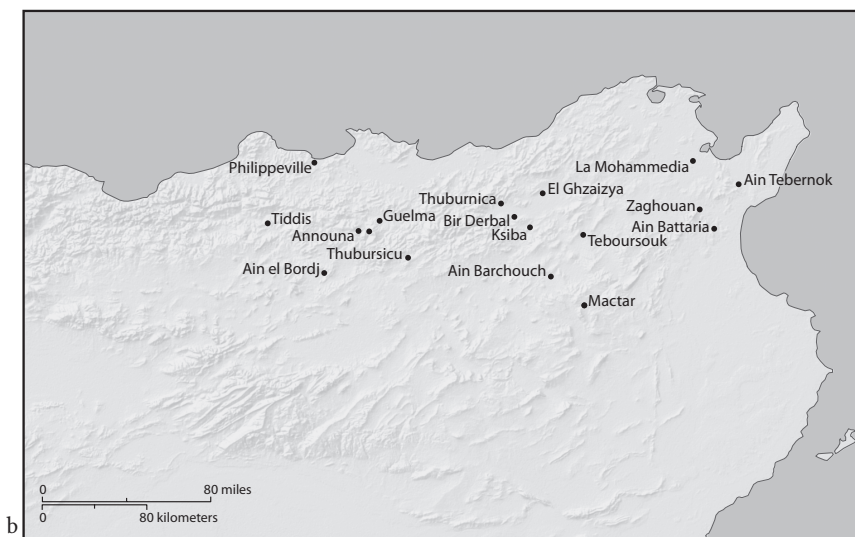 Philippeville
La Mohammedia
Ain Tebernok
El Ghzaizya
Thuburnica
Zaghouan
Tiddis
Guelma
Bir Derbal
Announa
Ksiba
Ain Battaria
Teboursouk
Thubursicu
Ain el Bordj
Ain Barchouch
Mactar
0 80 miles
0 80 kilometers
b